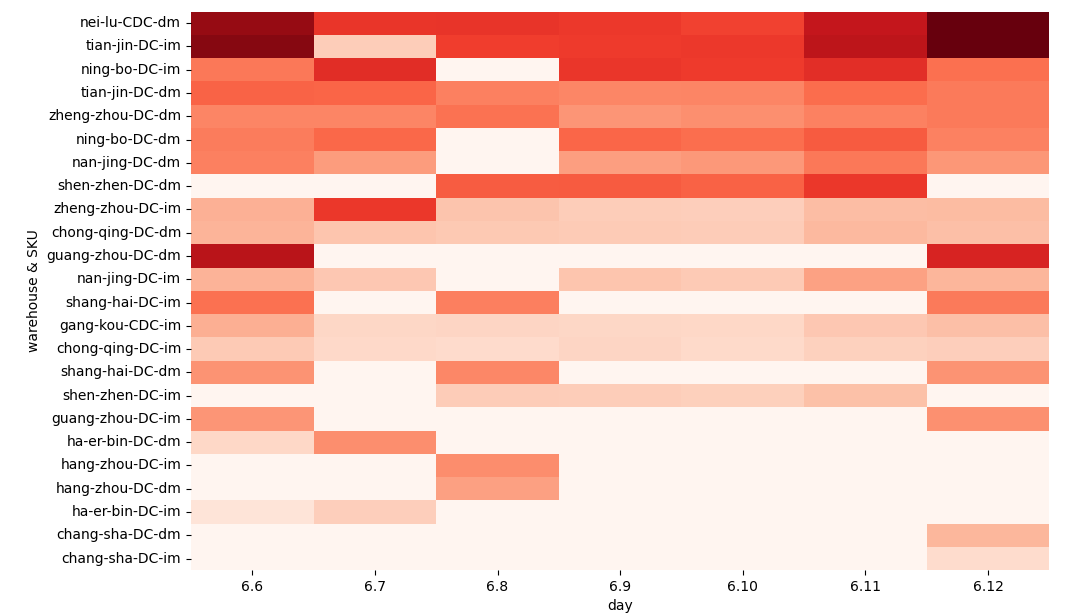 warehouse & SKU
nei-lu-CDC-dm
tian-jin-DC-im
ning-bo-DC-im
tian-jin-DC-dm
zheng-zhou-DC-dm
ning-bo-DC-dm
nan-jing-DC-dm
shen-zhen-DC-dm
zheng-zhou-DC-im
chong-qing-DC-dm
guang-zhou-DC-dm
nan-jing-DC-im
shang-hai-DC-im
gang-kou-CDC-im
chong-qing-DC-im
shang-hai-DC-dm
shen-zhen-DC-im
guang-zhou-DC-im
ha-er-bin-DC-dm
hang-zhou-DC-im
hang-zhou-DC-dm
ha-er-bin-DC-im
chang-sha-DC-dm
chang-sha-DC-im
6.6 6.7 6.8 6.9 6.10 6.11 6.12
day